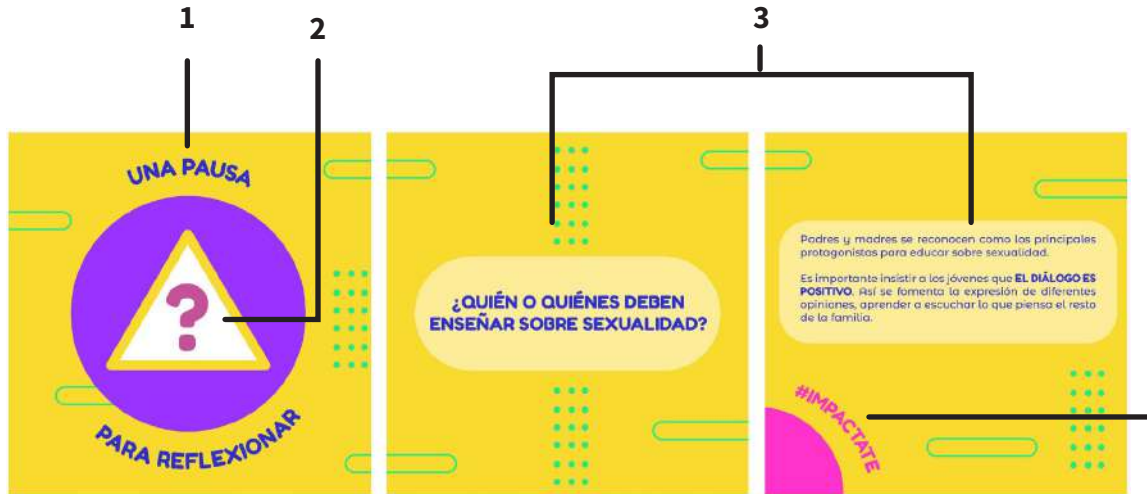 1
2
3
UNA PAUSA
?
PARA REFLEXIONAR
¿QUIÉN O QUIÉNES DEBEN
ENSEÑAR SOBRE SEXUALIDAD?
Padres y madres se reconocen como los principales
protagonistas para educar sobre sexualidad.
Es importante insistir a los jóvenes que EL DIÁLOGO ES
POSITIVO. Así se fomenta la expresión de diferentes
opiniones, aprender a escuchar lo que piensa el resto
de la familia.
#IMPACTATE